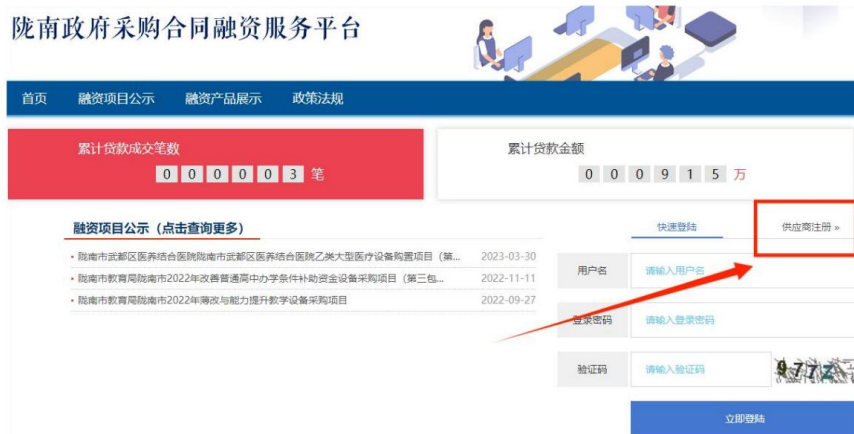 陇南政府采购合同融资服务平台
首页 融资项目公示 融资产品展示 政策法规
累计贷款成交笔数
0 0 0 0 0 3 笔
累计贷款金额
0 0 0 9 1 5 万
融资项目公示（点击查询更多）
快速登陆 供应商注册 »
• 陇南市武都区医养结合医院陇南市武都区医养结合医院乙类大型医疗设备购置项目（第... 2023-03-30
• 陇南市教育局陇南市2022年改善普通高中办学条件补助资金设备采购项目（第三包... 2022-11-11
• 陇南市教育局陇南市2022年薄改与能力提升教学设备采购项目 2022-09-27
用户名 请输入用户名
登录密码 请输入登录密码
验证码 请输入验证码 977Z
立即登陆